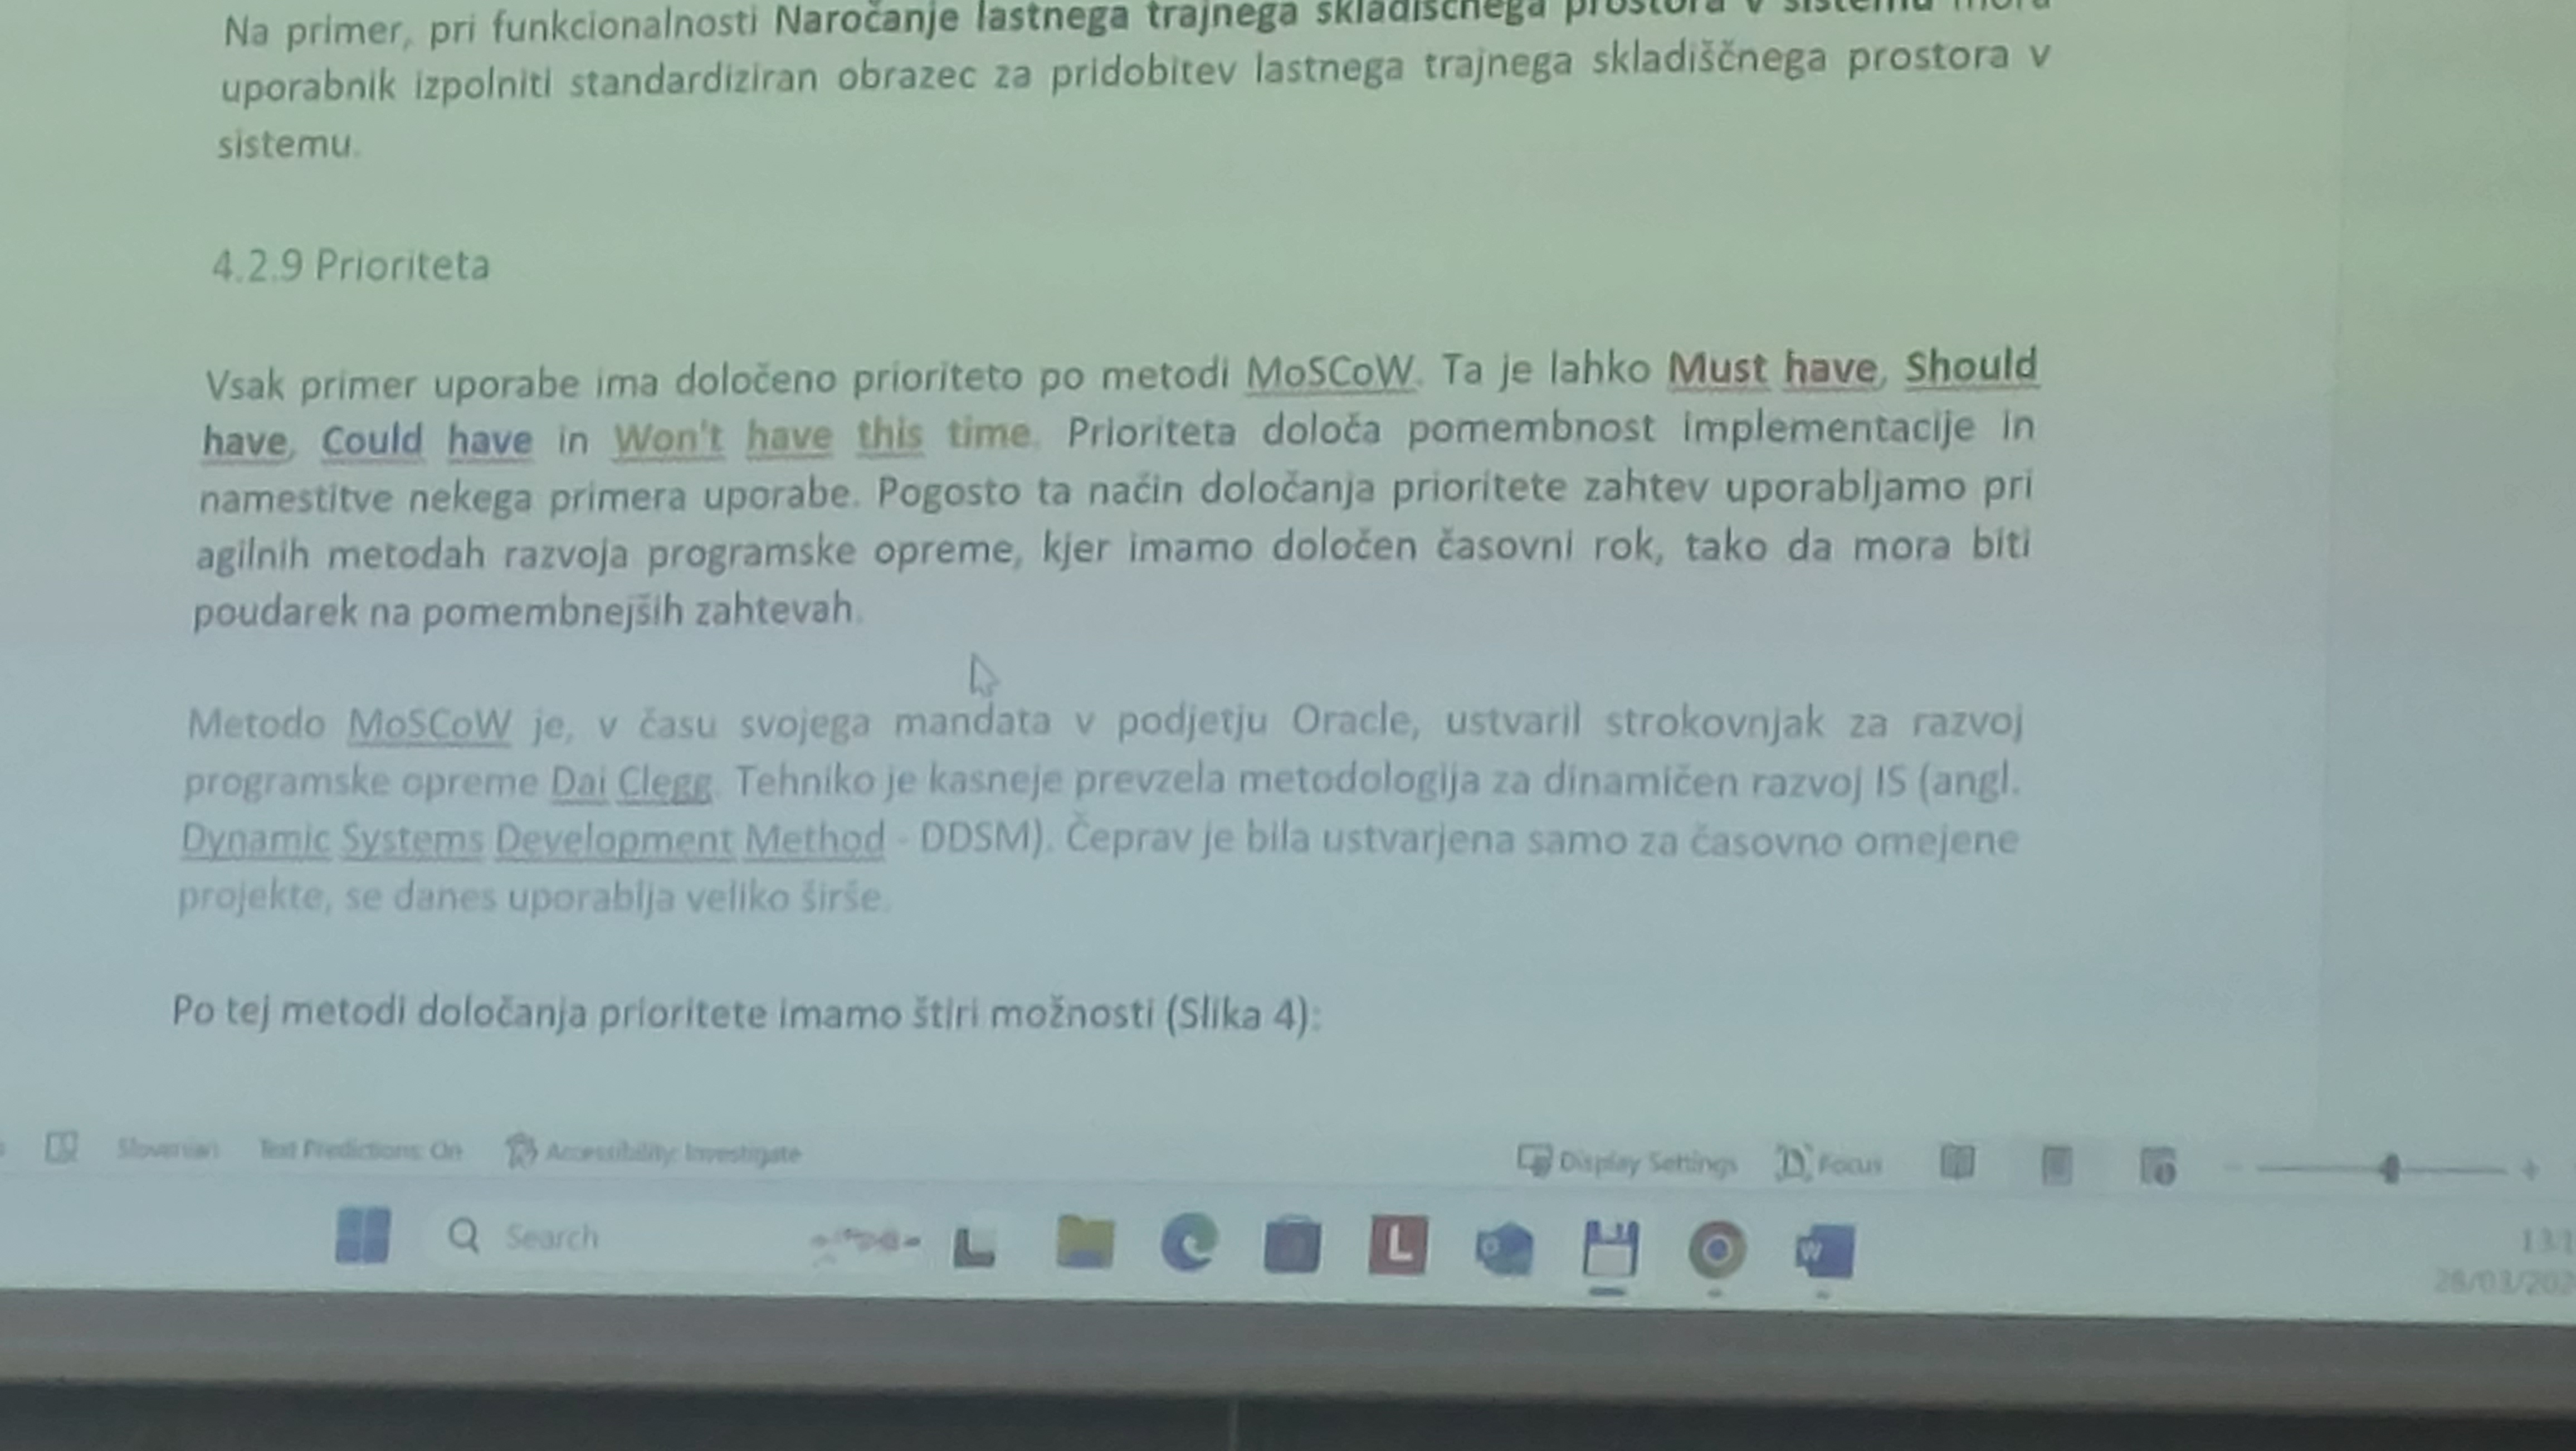 Na primer, pri funkcionalnosti Naročanje lastnega trajnega skladiščnega prostora v sistemu mora
uporabnik izpolniti standardiziran obrazec za pridobitev lastnega trajnega skladiščnega prostora v
sistemu.
4.2.9 Prioriteta
Vsak primer uporabe ima določeno prioriteto po metodi MoSCoW. Ta je lahko Must have, Should
have, Could have in Won't have this time. Prioriteta določa pomembnost implementacije in
namestitve nekega primera uporabe. Pogosto ta način določanja prioritete zahtev uporabljamo pri
agilnih metodah razvoja programske opreme, kjer imamo določen časovni rok, tako da mora biti
poudarek na pomembnejših zahtevah.
Metodo MoSCoW je, v času svojega mandata v podjetju Oracle, ustvaril strokovnjak za razvoj
programske opreme Dai Clegg. Tehniko je kasneje prevzela metodologija za dinamičen razvoj IS (angl.
Dynamic Systems Development Method - DDSM). Čeprav je bila ustvarjena samo za časovno omejene
projekte, se danes uporablja veliko širše.
Po tej metodi določanja prioritete imamo štiri možnosti (Slika 4):
Slovenian Text Predictions: On Accessibility: Investigate Display Settings Focus
Search L W